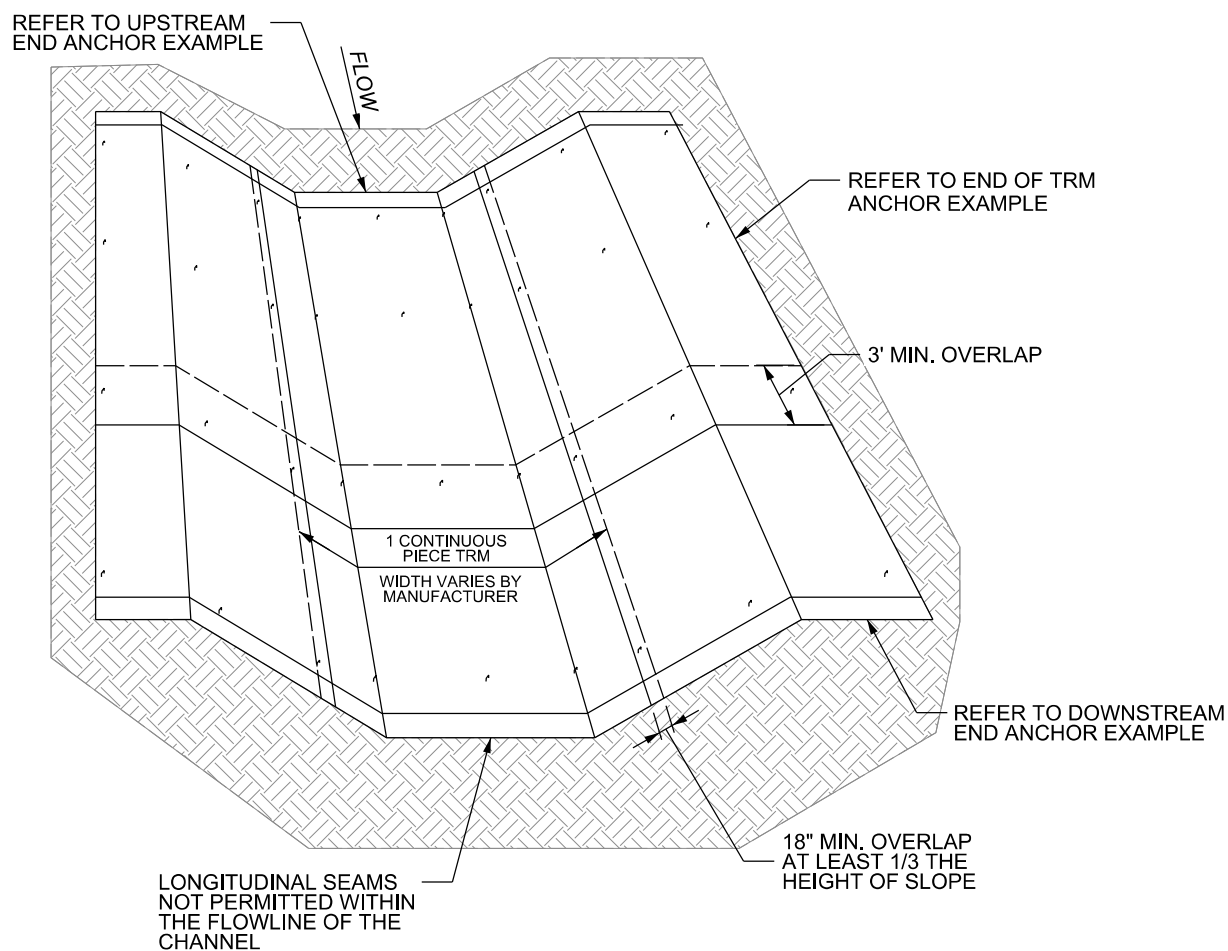 REFER TO UPSTREAM
END ANCHOR EXAMPLE
FLOW
REFER TO END OF TRM
ANCHOR EXAMPLE
3' MIN. OVERLAP
1 CONTINUOUS
PIECE TRM
WIDTH VARIES BY
MANUFACTURER
REFER TO DOWNSTREAM
END ANCHOR EXAMPLE
18" MIN. OVERLAP
AT LEAST 1/3 THE
HEIGHT OF SLOPE
LONGITUDINAL SEAMS
NOT PERMITTED WITHIN
THE FLOWLINE OF THE
CHANNEL